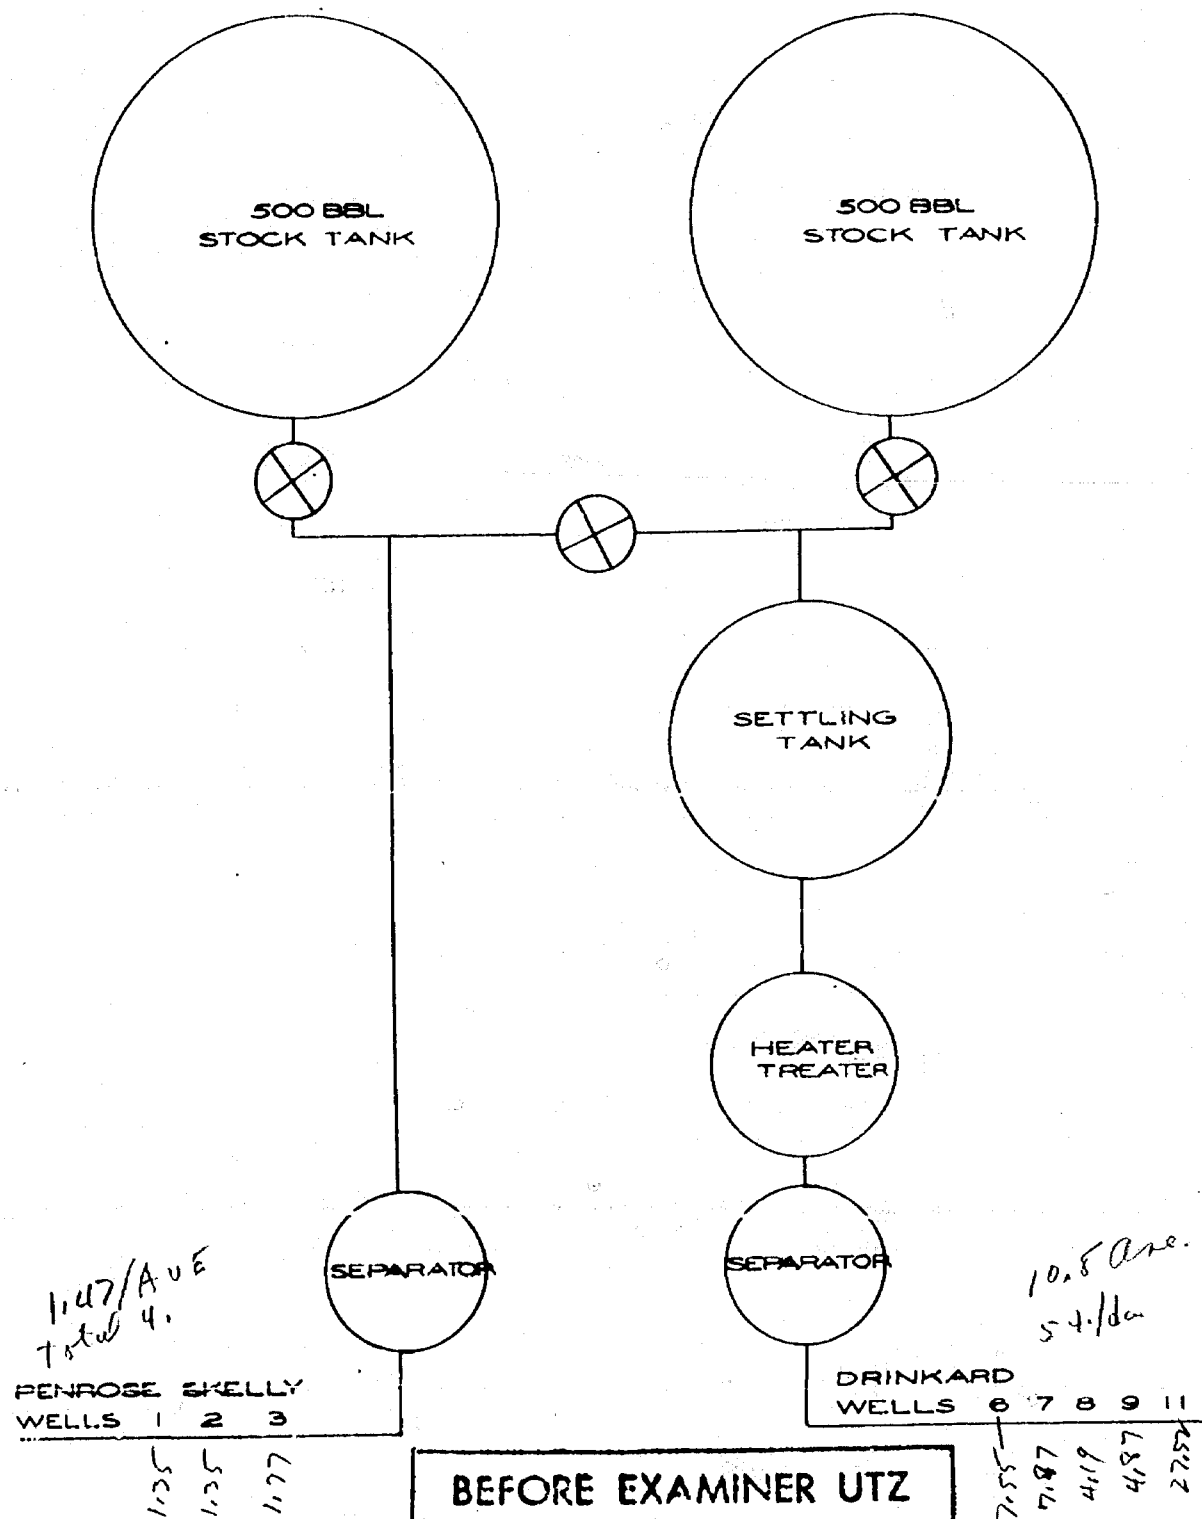 500 BBL
STOCK TANK
500 BBL
STOCK TANK
SETTLING
TANK
HEATER
TREATER
SEPARATOR
SEPARATOR
1.47/AVE
total 4.
10.8 Ave.
PENROSE SKELLY
WELLS 1 2 3
1.35
1.35
1.77
DRINKARD
WELLS 6 7 8 9 11
7.55
7.87
4.19
4.87
27.52
BEFORE EXAMINER UTZ